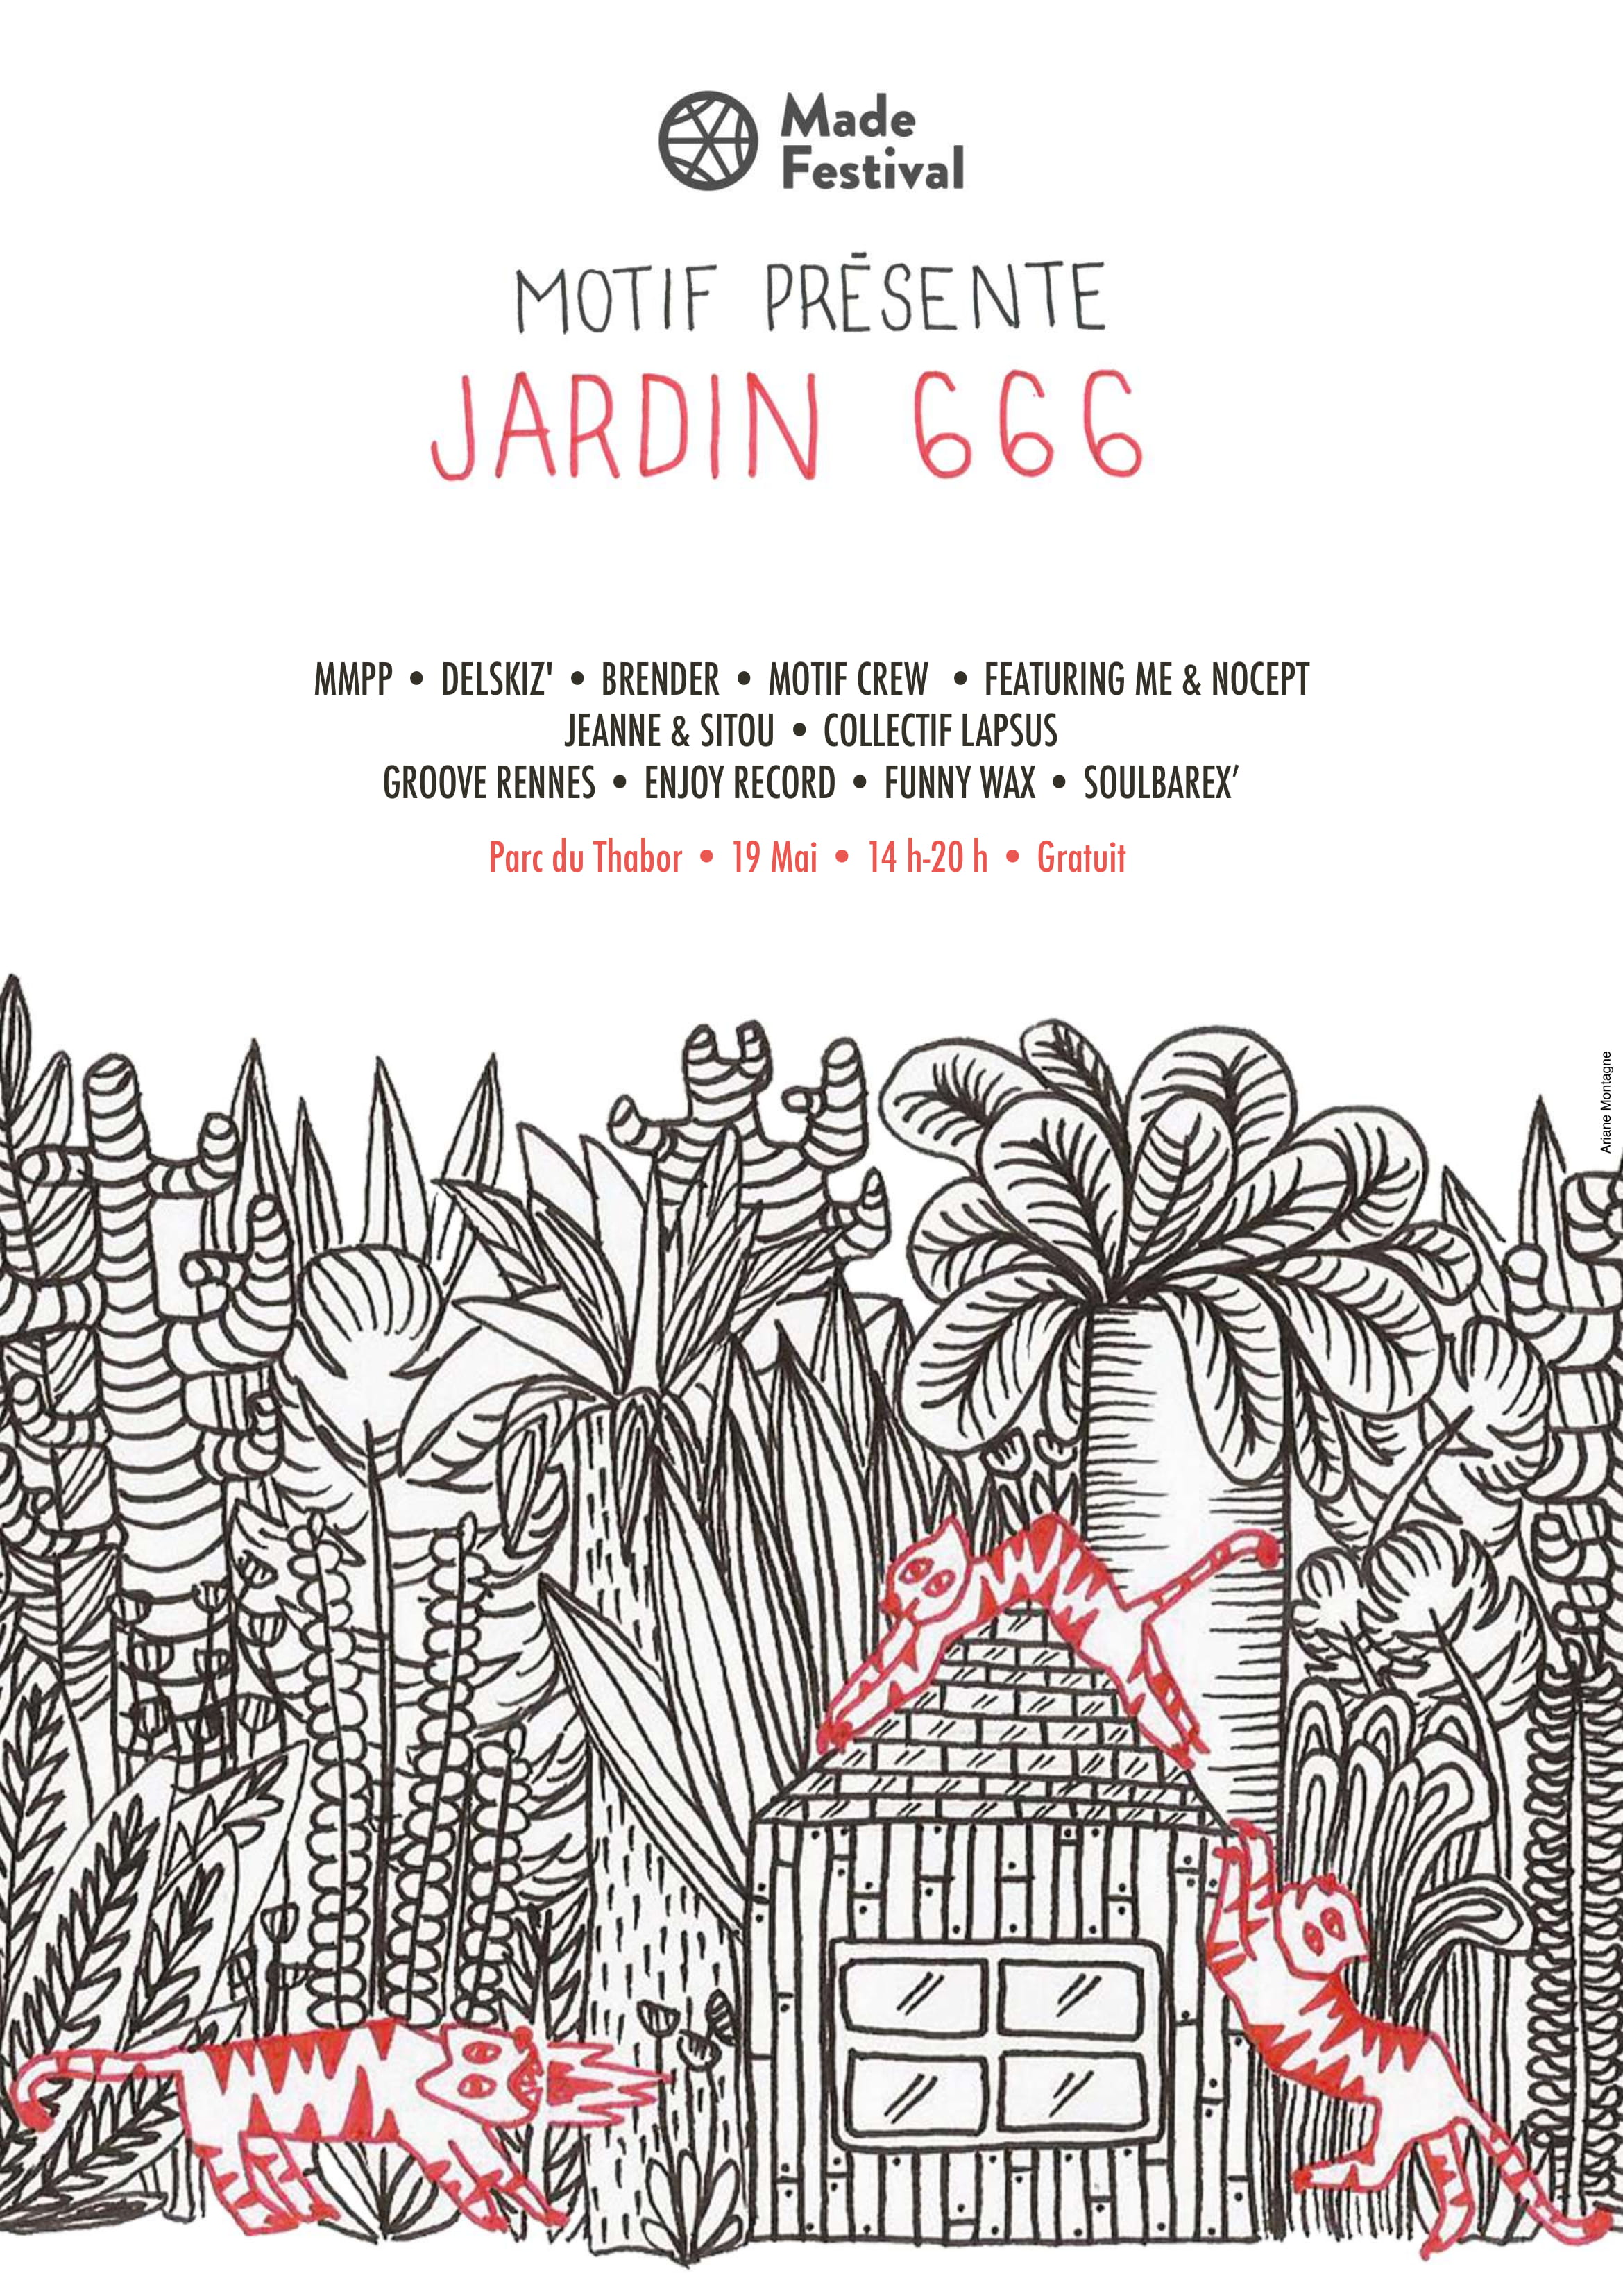 Made
Festival
MOTIF PRÉSENTE
JARDIN 666
MMPP • DELSKIZ' • BRENDER • MOTIF CREW • FEATURING ME & NOCEPT
JEANNE & SITOU • COLLECTIF LAPSUS
GROOVE RENNES • ENJOY RECORD • FUNNY WAX • SOULBAREX’
Parc du Thabor • 19 Mai • 14 h-20 h • Gratuit
Ariane Montagne